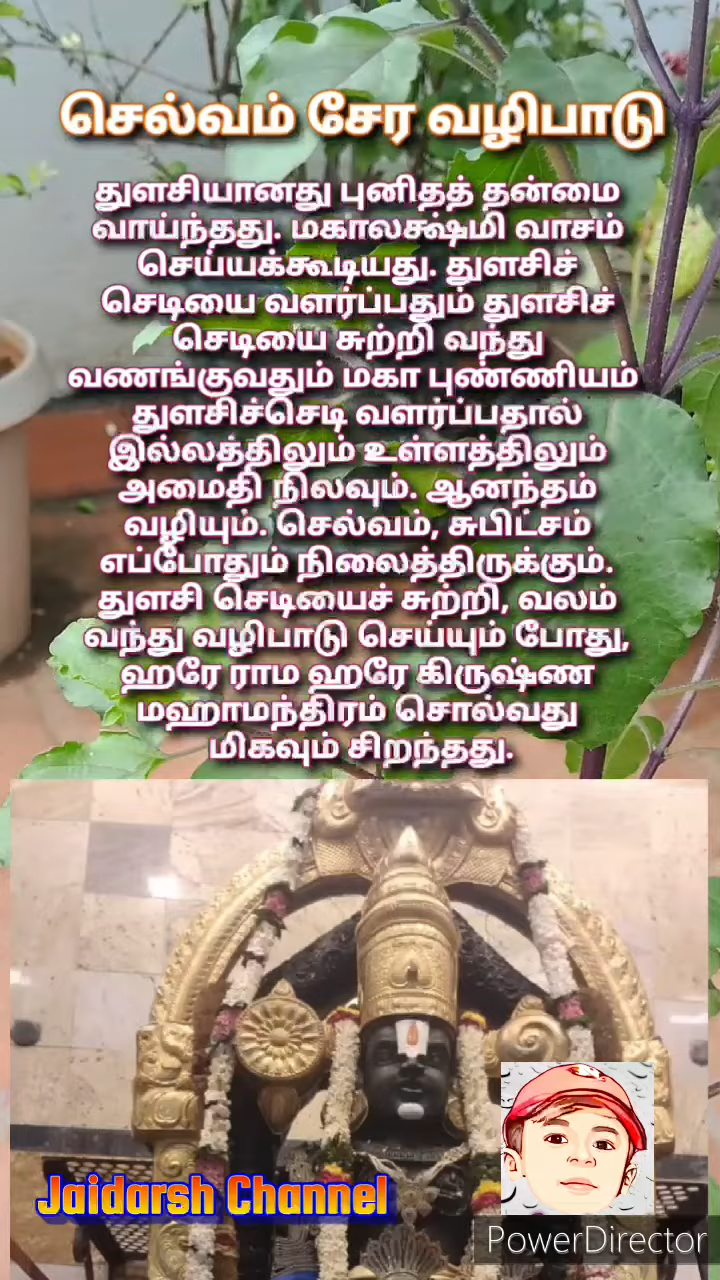 செல்வம் சேர வழிபாடு
துளசியானது புனிதத் தன்மை
வாய்ந்தது. மகாலக்ஷ்மி வாசம்
செய்யக்கூடியது. துளசிச்
செடியை வளர்ப்பதும் துளசிச்
செடியை சுற்றி வந்து
வணங்குவதும் மகா புண்ணியம்
துளசிச்செடி வளர்ப்பதால்
இல்லத்திலும் உள்ளத்திலும்
அமைதி நிலவும். ஆனந்தம்
வழியும். செல்வம், சுபிட்சம்
எப்போதும் நிலைத்திருக்கும்.
துளசி செடியைச் சுற்றி, வலம்
வந்து வழிபாடு செய்யும் போது,
ஹரே ராம ஹரே கிருஷ்ண
மஹாமந்திரம் சொல்வது
மிகவும் சிறந்தது.
Jaidarsh Channel
PowerDirector